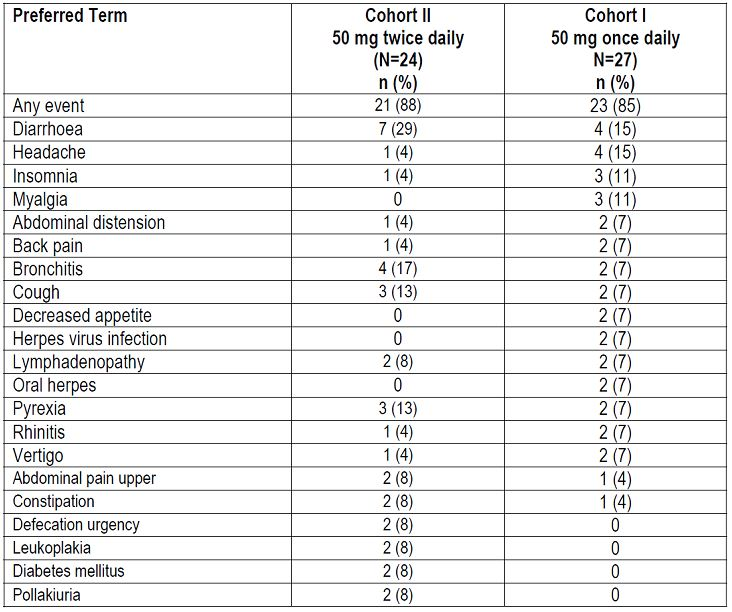 Preferred Term Cohort II Cohort I
50 mg twice daily 50 mg once daily
(N=24) N=27)
n (%) n (%)
Any event 21 (88) 23 (85)
Diarrhoea 7 (29) 4 (15)
Headache 1 (4) 4 (15)
Insomnia 1 (4) 3 (11)
Myalgia 0 3 (11)
Abdominal distension 1 (4) 2 (7)
Back pain 1 (4) 2 (7)
Bronchitis 4 (17) 2 (7)
Cough 3 (13) 2 (7)
Decreased appetite 0 2 (7)
Herpes virus infection 0 2 (7)
Lymphadenopathy 2 (8) 2 (7)
Oral herpes 0 2 (7)
Pyrexia 3 (13) 2 (7)
Rhinitis 1 (4) 2 (7)
Vertigo 1 (4) 2 (7)
Abdominal pain upper 2 (8) 1 (4)
Constipation 2 (8) 1 (4)
Defecation urgency 2 (8) 0
Leukoplakia 2 (8) 0
Diabetes mellitus 2 (8) 0
Pollakiuria 2 (8) 0